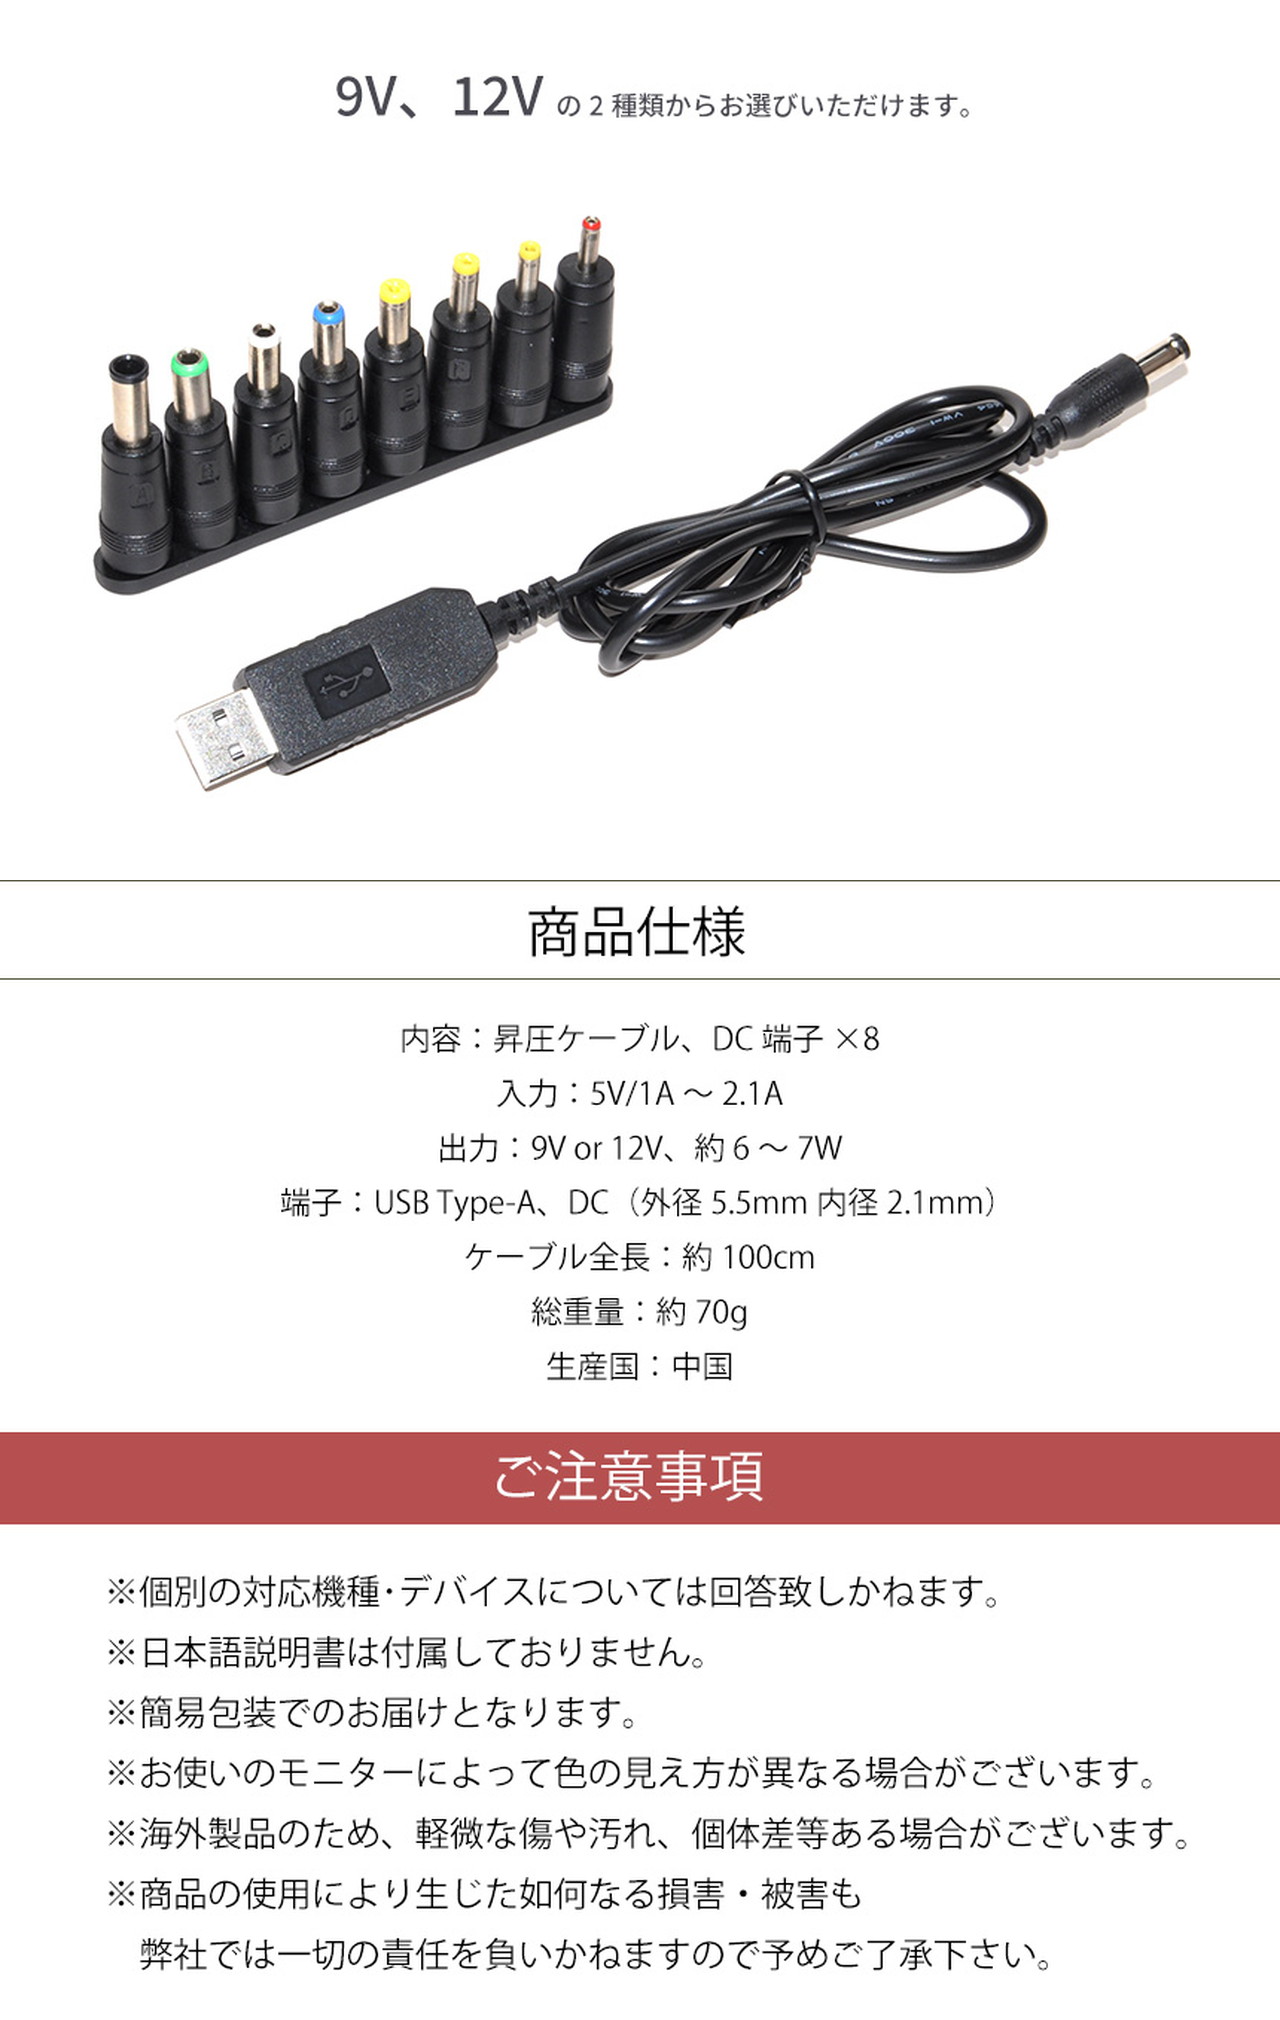 9V、12V の 2 種類からお選びいただけます。
商品仕様
内容：昇圧ケーブル、DC 端子 ×8
入力：5V/1A ～ 2.1A
出力：9V or 12V、約 6 ～ 7W
端子：USB Type-A、DC（外径 5.5mm 内径 2.1mm）
ケーブル全長：約 100cm
総重量：約 70g
生産国：中国
ご注意事項
※個別の対応機種･デバイスについては回答致しかねます。
※日本語説明書は付属しておりません。
※簡易包装でのお届けとなります。
※お使いのモニターによって色の見え方が異なる場合がございます。
※海外製品のため、軽微な傷や汚れ、個体差等ある場合がございます。
※商品の使用により生じた如何なる損害・被害も
弊社では一切の責任を負いかねますので予めご了承下さい。